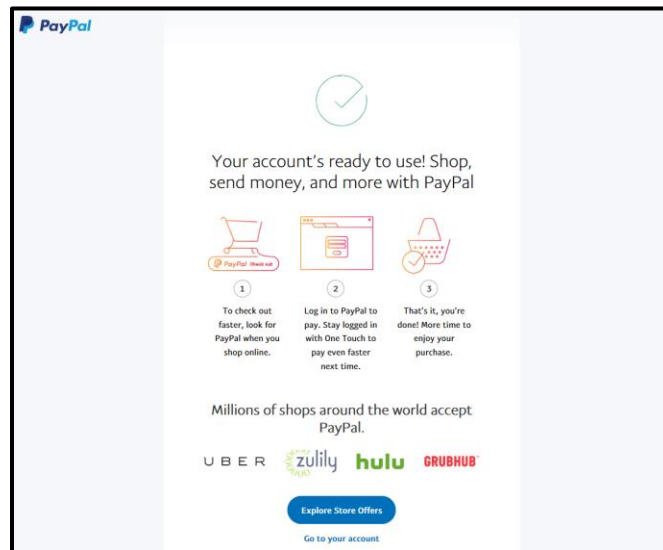 PayPal
Your account's ready to use! Shop,
send money, and more with PayPal
PayPal Check out
1
To check out
faster, look for
PayPal when you
shop online.
2
Log in to PayPal to
pay. Stay logged in
with One Touch to
pay even faster
next time.
3
That's it, you're
done! More time to
enjoy your
purchase.
Millions of shops around the world accept
PayPal.
UBER zulily hulu GRUBHUB
Explore Store Offers
Go to your account